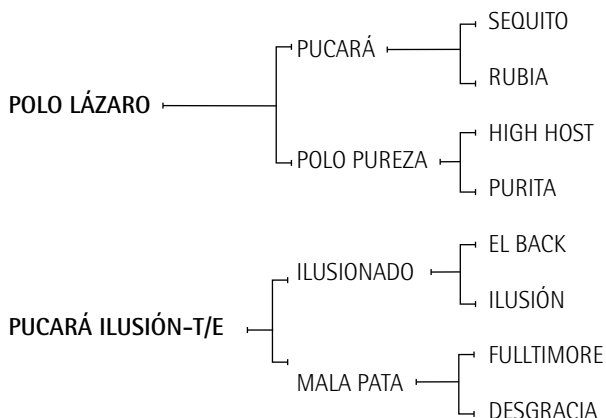 SEQUITO
PUCARÁ
RUBIA
POLO LÁZARO
HIGH HOST
POLO PUREZA
PURITA
EL BACK
ILUSIONADO
ILUSIÓN
PUCARÁ ILUSIÓN-T/E
FULLTIMORE
MALA PATA
DESGRACIA